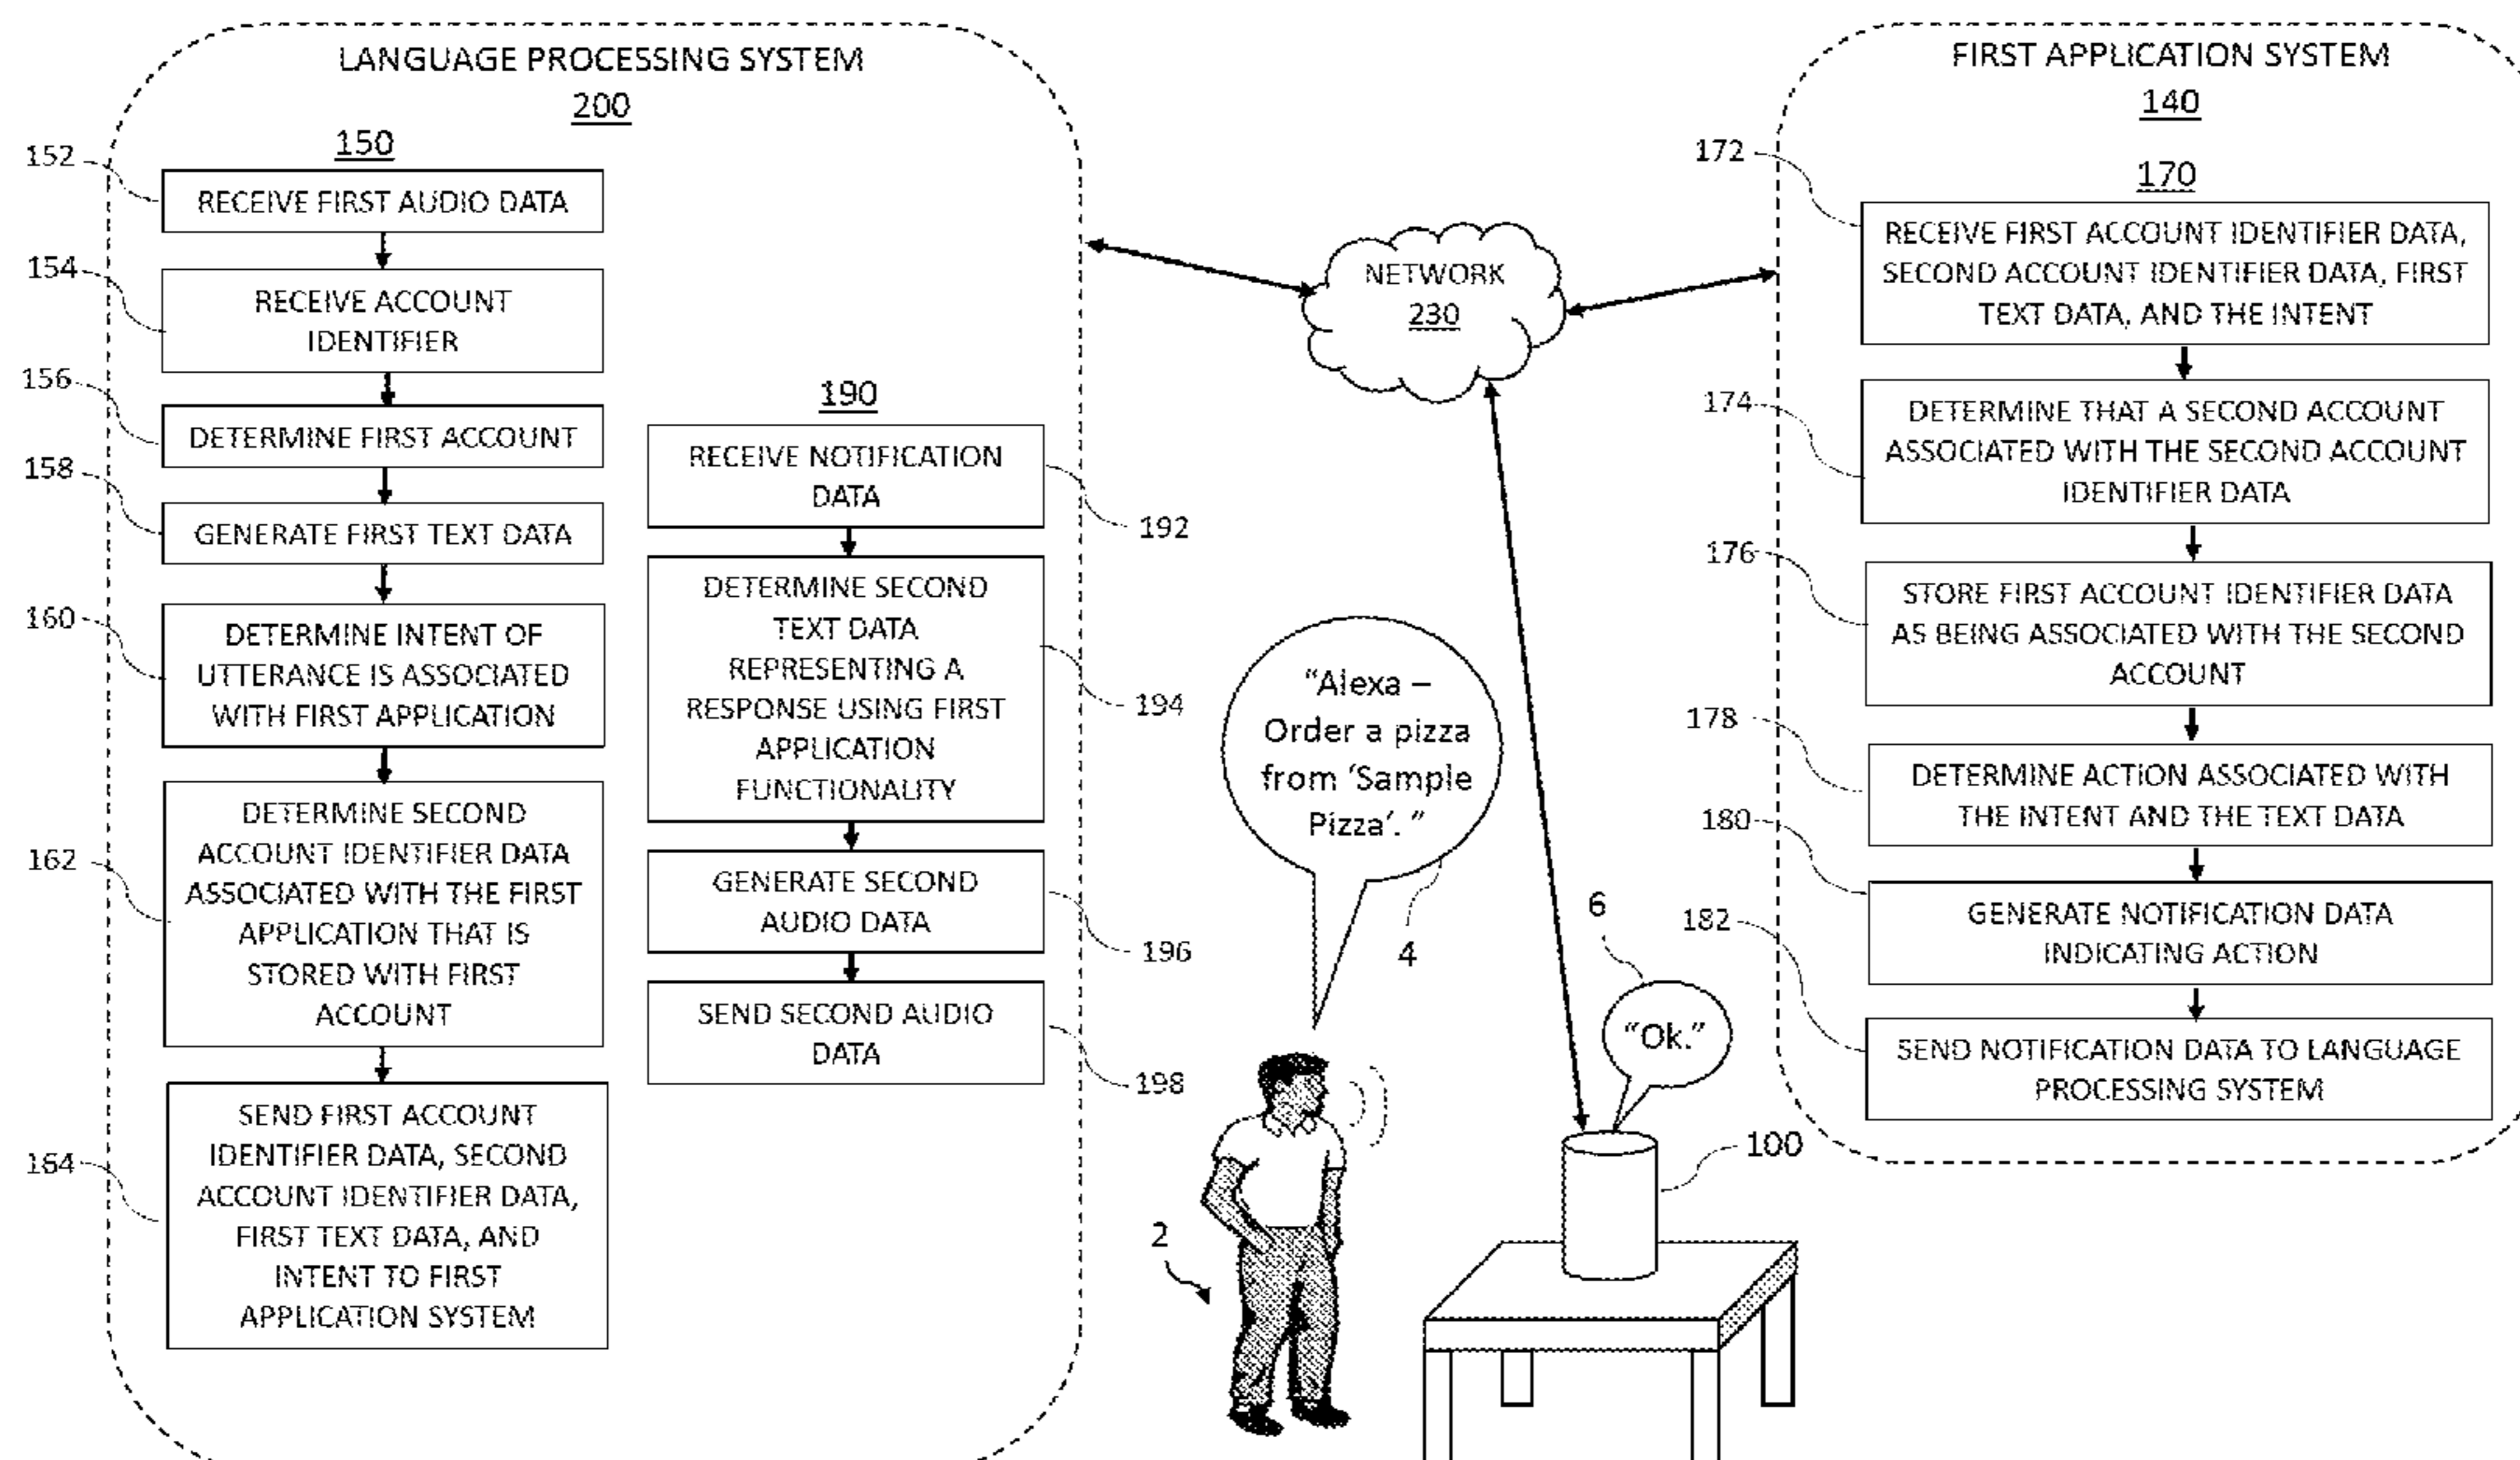 LANGUAGE PROCESSING SYSTEM
200
150
152
RECEIVE FIRST AUDIO DATA
154
RECEIVE ACCOUNT
IDENTIFIER
156
DETERMINE FIRST ACCOUNT
158
GENERATE FIRST TEXT DATA
160
DETERMINE INTENT OF
UTTERANCE IS ASSOCIATED
WITH FIRST APPLICATION
162
DETERMINE SECOND
ACCOUNT IDENTIFIER DATA
ASSOCIATED WITH THE FIRST
APPLICATION THAT IS
STORED WITH FIRST
ACCOUNT
164
SEND FIRST ACCOUNT
IDENTIFIER DATA, SECOND
ACCOUNT IDENTIFIER DATA,
FIRST TEXT DATA, AND
INTENT TO FIRST
APPLICATION SYSTEM
190
RECEIVE NOTIFICATION
DATA
192
DETERMINE SECOND
TEXT DATA
REPRESENTING A
RESPONSE USING FIRST
APPLICATION
FUNCTIONALITY
194
GENERATE SECOND
AUDIO DATA
196
SEND SECOND AUDIO
DATA
198
NETWORK
230
“Alexa –
Order a pizza
from ‘Sample
Pizza’. ”
4
6
“Ok.”
100
2
FIRST APPLICATION SYSTEM
140
170
172
RECEIVE FIRST ACCOUNT IDENTIFIER DATA,
SECOND ACCOUNT IDENTIFIER DATA, FIRST
TEXT DATA, AND THE INTENT
174
DETERMINE THAT A SECOND ACCOUNT
ASSOCIATED WITH THE SECOND ACCOUNT
IDENTIFIER DATA
176
STORE FIRST ACCOUNT IDENTIFIER DATA
AS BEING ASSOCIATED WITH THE SECOND
ACCOUNT
178
DETERMINE ACTION ASSOCIATED WITH
THE INTENT AND THE TEXT DATA
180
GENERATE NOTIFICATION DATA
INDICATING ACTION
182
SEND NOTIFICATION DATA TO LANGUAGE
PROCESSING SYSTEM